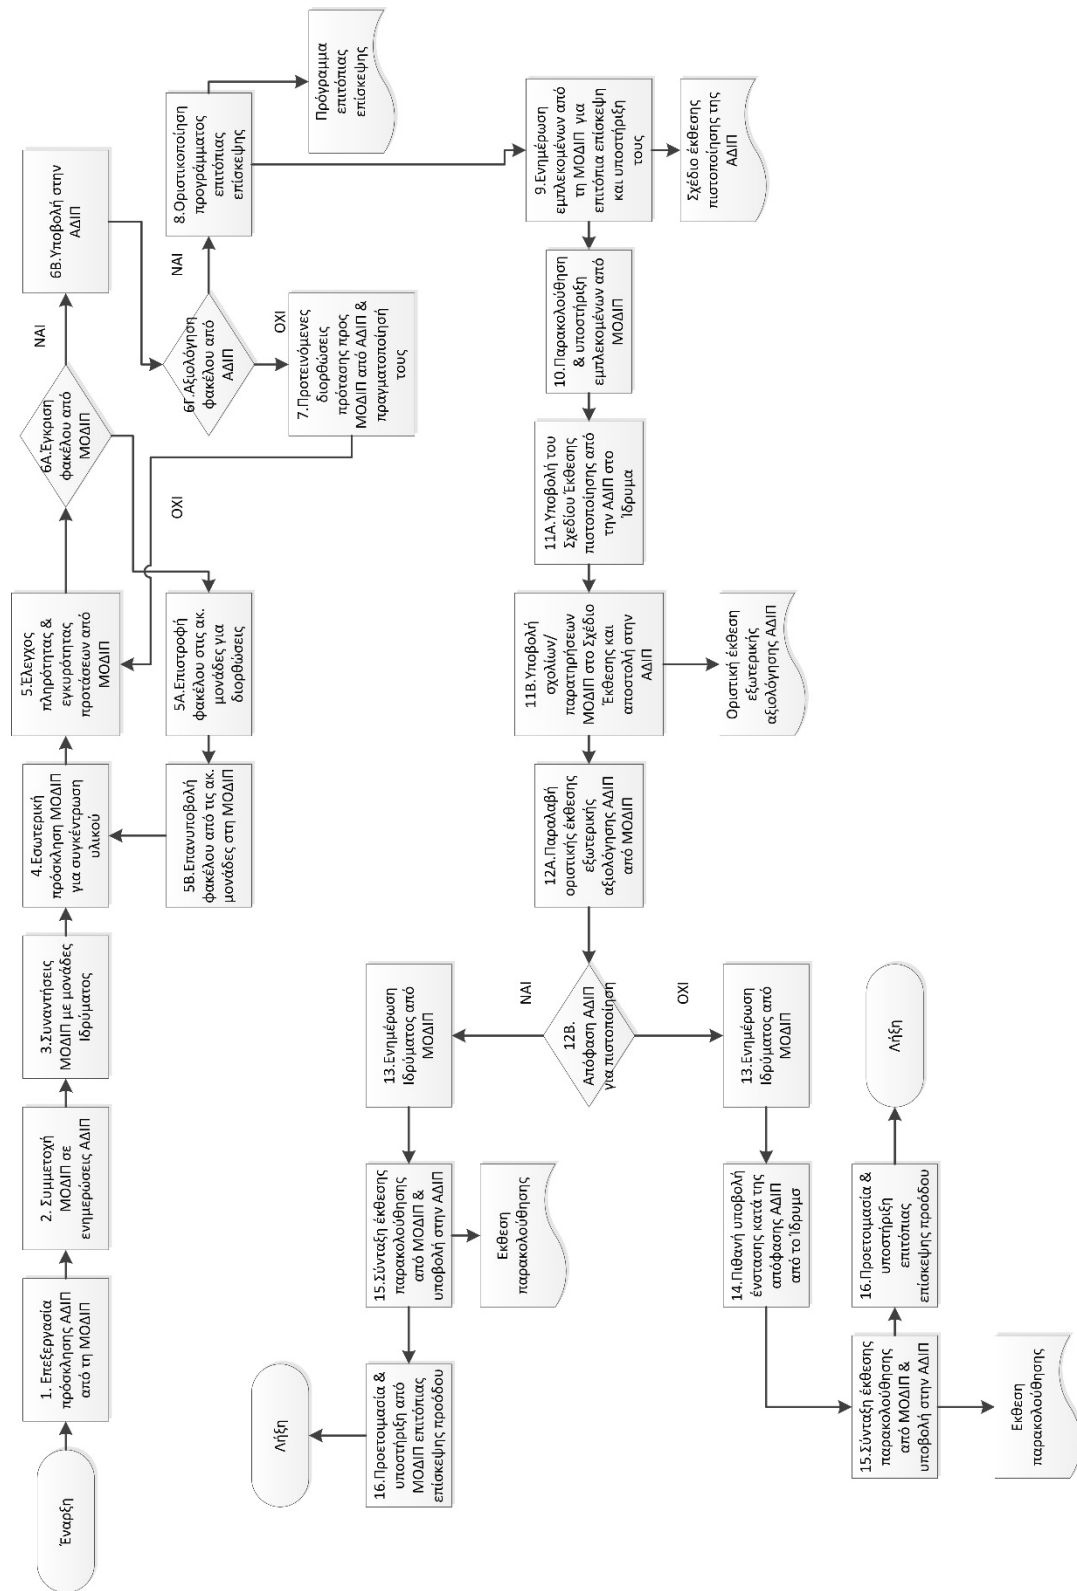 Έναρξη
1. Επεξεργασία
πρόσκλησης ΑΔΙΠ
από τη ΜΟΔΙΠ
2. Συμμετοχή
ΜΟΔΙΠ σε
ενημερώσεις ΑΔΙΠ
3.Συναντήσεις
ΜΟΔΙΠ με μονάδες
Ιδρύματος
4.Εσωτερική
πρόσκληση ΜΟΔΙΠ
για συγκέντρωση
υλικού
5.Έλεγχος
πληρότητας &
εγκυρότητας
προτάσεων από
ΜΟΔΙΠ
6Α.Έγκριση
φακέλου από
ΜΟΔΙΠ
ΝΑΙ
6Β.Υποβολή στην
ΑΔΙΠ
ΟΧΙ
5Α.Επιστροφή
φακέλου στις ακ.
μονάδες για
διορθώσεις
5Β.Επανυποβολή
φακέλου από τις ακ.
μονάδες στη ΜΟΔΙΠ
6Γ.Αξιολόγηση
φακέλου από
ΑΔΙΠ
ΝΑΙ
ΟΧΙ
7.Προτεινόμενες
διορθώσεις
πρότασης προς
ΜΟΔΙΠ από ΑΔΙΠ &
πραγματοποίησή
τους
8.Οριστικοποίηση
προγράμματος
επιτόπιας
επίσκεψης
Πρόγραμμα
επιτόπιας
επίσκεψης
9.Ενημέρωση
εμπλεκομένων από
τη ΜΟΔΙΠ για
επιτόπια επίσκεψη
και υποστήριξη
τους
Σχέδιο έκθεσης
πιστοποίησης της
ΑΔΙΠ
10.Παρακολούθηση
& υποστήριξη
εμπλεκομένων από
ΜΟΔΙΠ
11Α.Υποβολή του
Σχεδίου Έκθεσης
πιστοποίησης από
την ΑΔΙΠ στο
Ίδρυμα
11Β.Υποβολή
σχολίων/
παρατηρήσεων
ΜΟΔΙΠ στο Σχέδιο
Έκθεσης και
αποστολή στην
ΑΔΙΠ
Οριστική έκθεση
εξωτερικής
αξιολόγησης ΑΔΙΠ
12Α.Παραλαβή
οριστικής έκθεσης
εξωτερικής
αξιολόγησης ΑΔΙΠ
από ΜΟΔΙΠ
12Β.
Απόφαση ΑΔΙΠ
για πιστοποίηση
ΝΑΙ
13.Ενημέρωση
Ιδρύματος από
ΜΟΔΙΠ
15.Σύνταξη έκθεσης
παρακολούθησης
από ΜΟΔΙΠ &
υποβολή στην ΑΔΙΠ
Εκθεση
παρακολούθησης
16.Προετοιμασία &
υποστήριξη από
ΜΟΔΙΠ επιτόπιας
επίσκεψης προόδου
Λήξη
ΟΧΙ
13.Ενημέρωση
Ιδρύματος από
ΜΟΔΙΠ
14.Πιθανή υποβολή
ένστασης κατά της
απόφασης ΑΔΙΠ
από το Ίδρυμσ
15.Σύνταξη έκθεσης
παρακολούθησης
από ΜΟΔΙΠ &
υποβολή στην ΑΔΙΠ
Εκθεση
παρακολούθησης
16.Προετοιμασία &
υποστήριξη
επιτόπιας
επίσκεψης προόδου
Λήξη